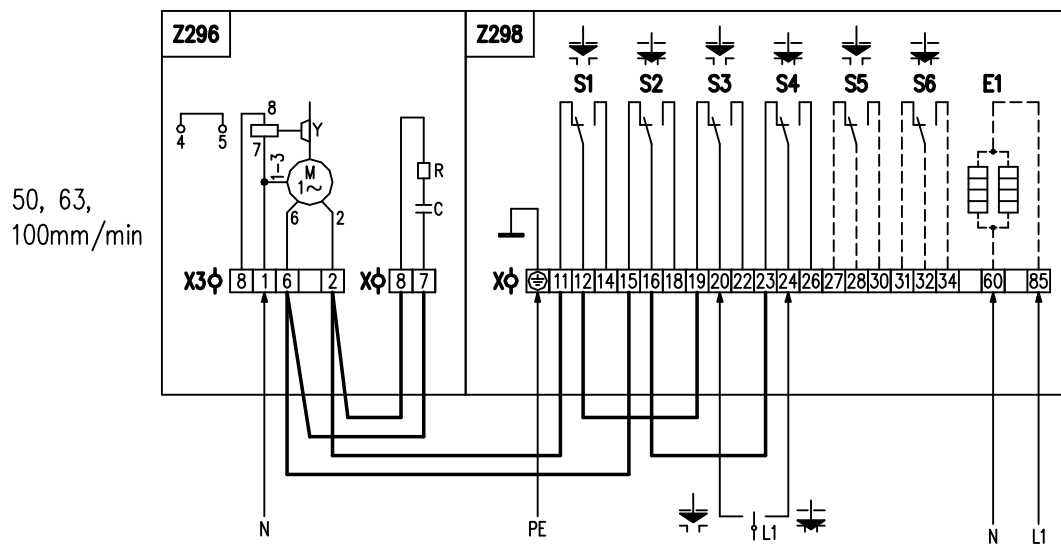 Z296
Z298
S1 S2 S3 S4 S5 S6 E1
8
4 5 7 Y
1-3
M
1~
R
C
6 2
50, 63,
100mm/min
X3 8 1 6 2 X 8 7 X 11 12 14 15 16 18 19 20 22 23 24 26 27 28 30 31 32 34 60 85
N PE L1 N L1